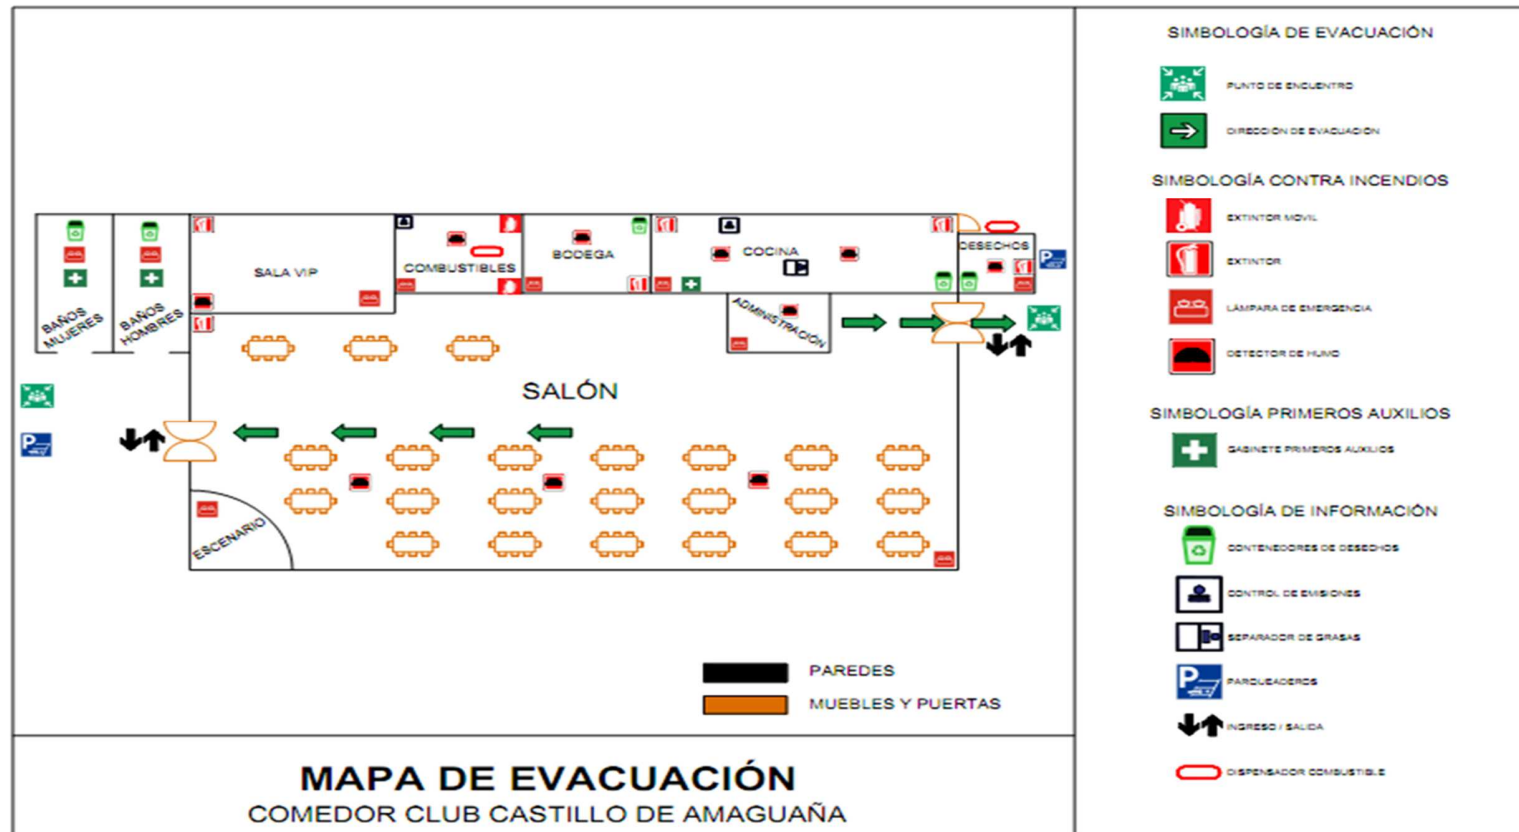 SIMBOLOGÍA DE EVACUACIÓN
PUNTO DE ENCUENTRO
DIRECCIÓN DE EVACUACIÓN
SIMBOLOGÍA CONTRA INCENDIOS
EXTINTOR MOVIL
EXTINTOR
LÁMPARA DE EMERGENCIA
DETECTOR DE HUMO
SIMBOLOGÍA PRIMEROS AUXILIOS
GABINETE PRIMEROS AUXILIOS
SIMBOLOGÍA DE INFORMACIÓN
CONTENEDORES DE DESECHOS
CONTROL DE EMISIONES
SEPARADOR DE GRASAS
P PARQUEADEROS
INGRESO / SALIDA
DISPENSADOR COMBUSTIBLE
BAÑOS
MUJERES
BAÑOS
HOMBRES
SALA VIP
COMBUSTIBLES
BODEGA
COCINA
DESECHOS
P
ADMINISTRACIÓN
SALÓN
P
ESCENARIO
PAREDES
MUEBLES Y PUERTAS
MAPA DE EVACUACIÓN
COMEDOR CLUB CASTILLO DE AMAGUAÑA